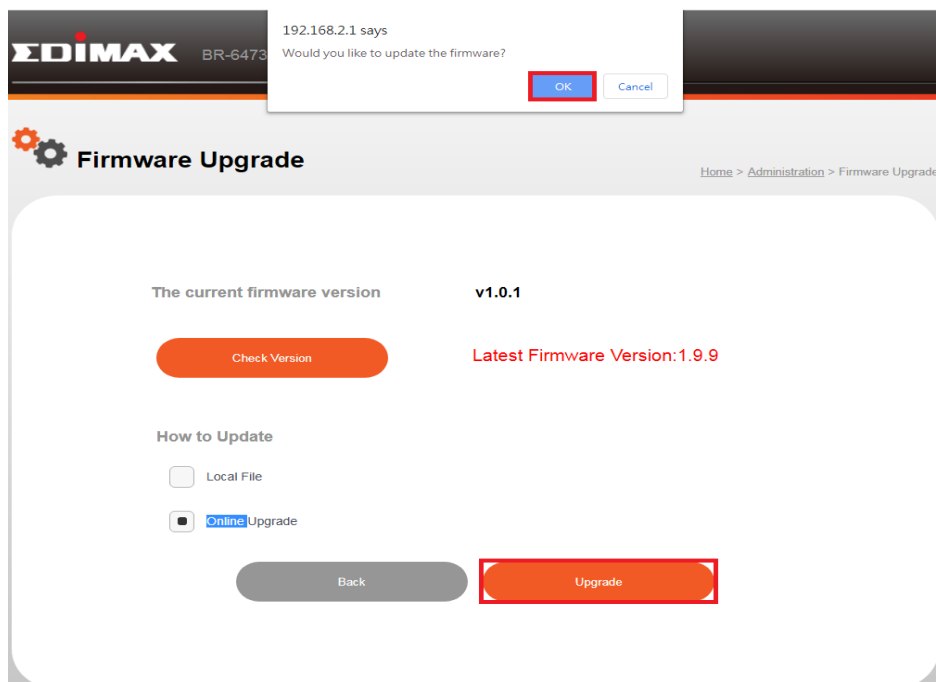 192.168.2.1 says
Would you like to update the firmware?
OK Cancel
EDIMAX BR-6473
Firmware Upgrade
Home > Administration > Firmware Upgrade
The current firmware version v1.0.1
Check Version Latest Firmware Version:1.9.9
How to Update
Local File
Online Upgrade
Back Upgrade